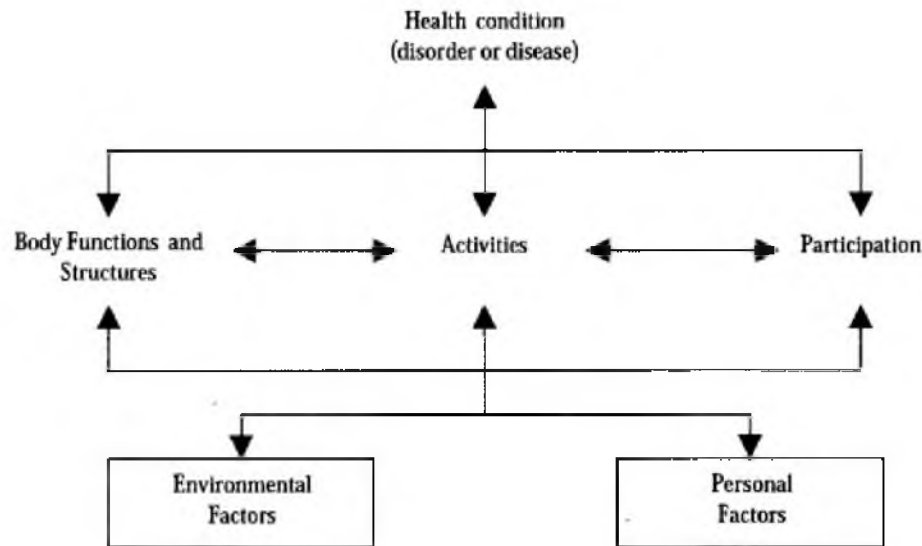 Health condition
(disorder or disease)
Body Functions and
Structures
Activities
Participation
Environmental
Factors
Personal
Factors